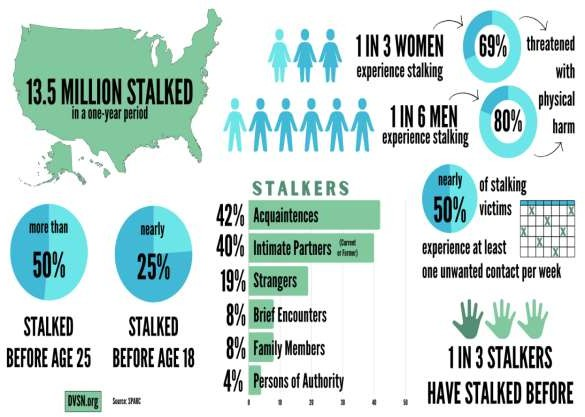 13.5 MILLION STALKED
in a one-year period
1 IN 3 WOMEN
experience stalking
69%
threatened
with
physical
harm
1 IN 6 MEN
experience stalking
80%
more than
50%
STALKED
BEFORE AGE 25
nearly
25%
STALKED
BEFORE AGE 18
STALKERS
42% Acquaintences
40% Intimate Partners (Current
or Former)
19% Strangers
8% Brief Encounters
8% Family Members
4% Persons of Authority
0 10 20 30 40 50
nearly
50%
of stalking
victims
X X
X X
X
X
experience at least
one unwanted contact per week
1 IN 3 STALKERS
HAVE STALKED BEFORE
DVSN.org
Source: SPARC